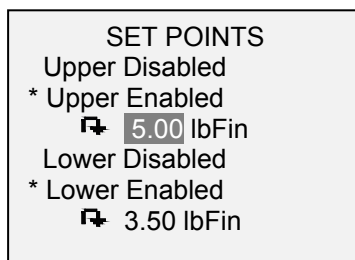 SET POINTS
Upper Disabled
* Upper Enabled
5.00 lbFin
Lower Disabled
* Lower Enabled
3.50 lbFin